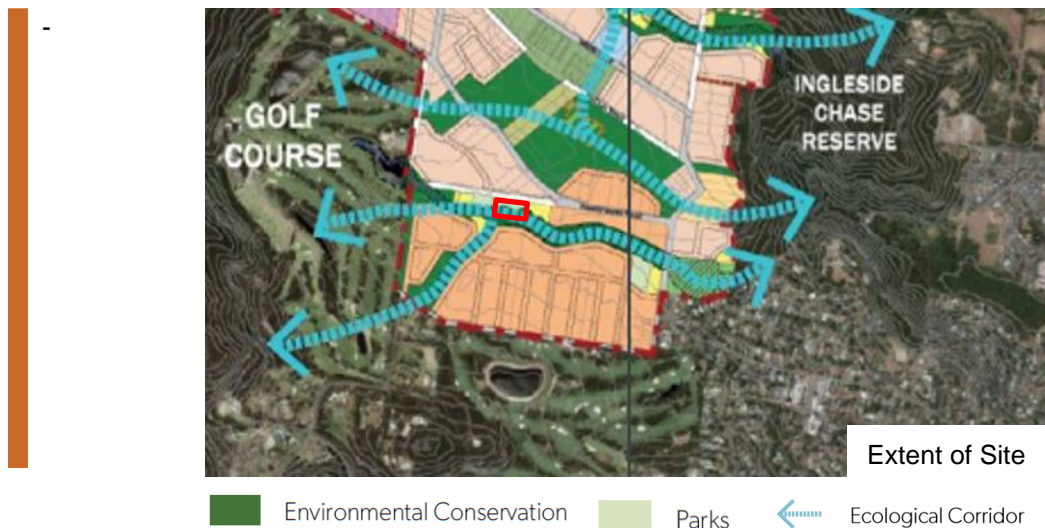 -
GOLF
COURSE
INGLESIDE
CHASE
RESERVE
Extent of Site
Environmental Conservation
Parks
Ecological Corridor